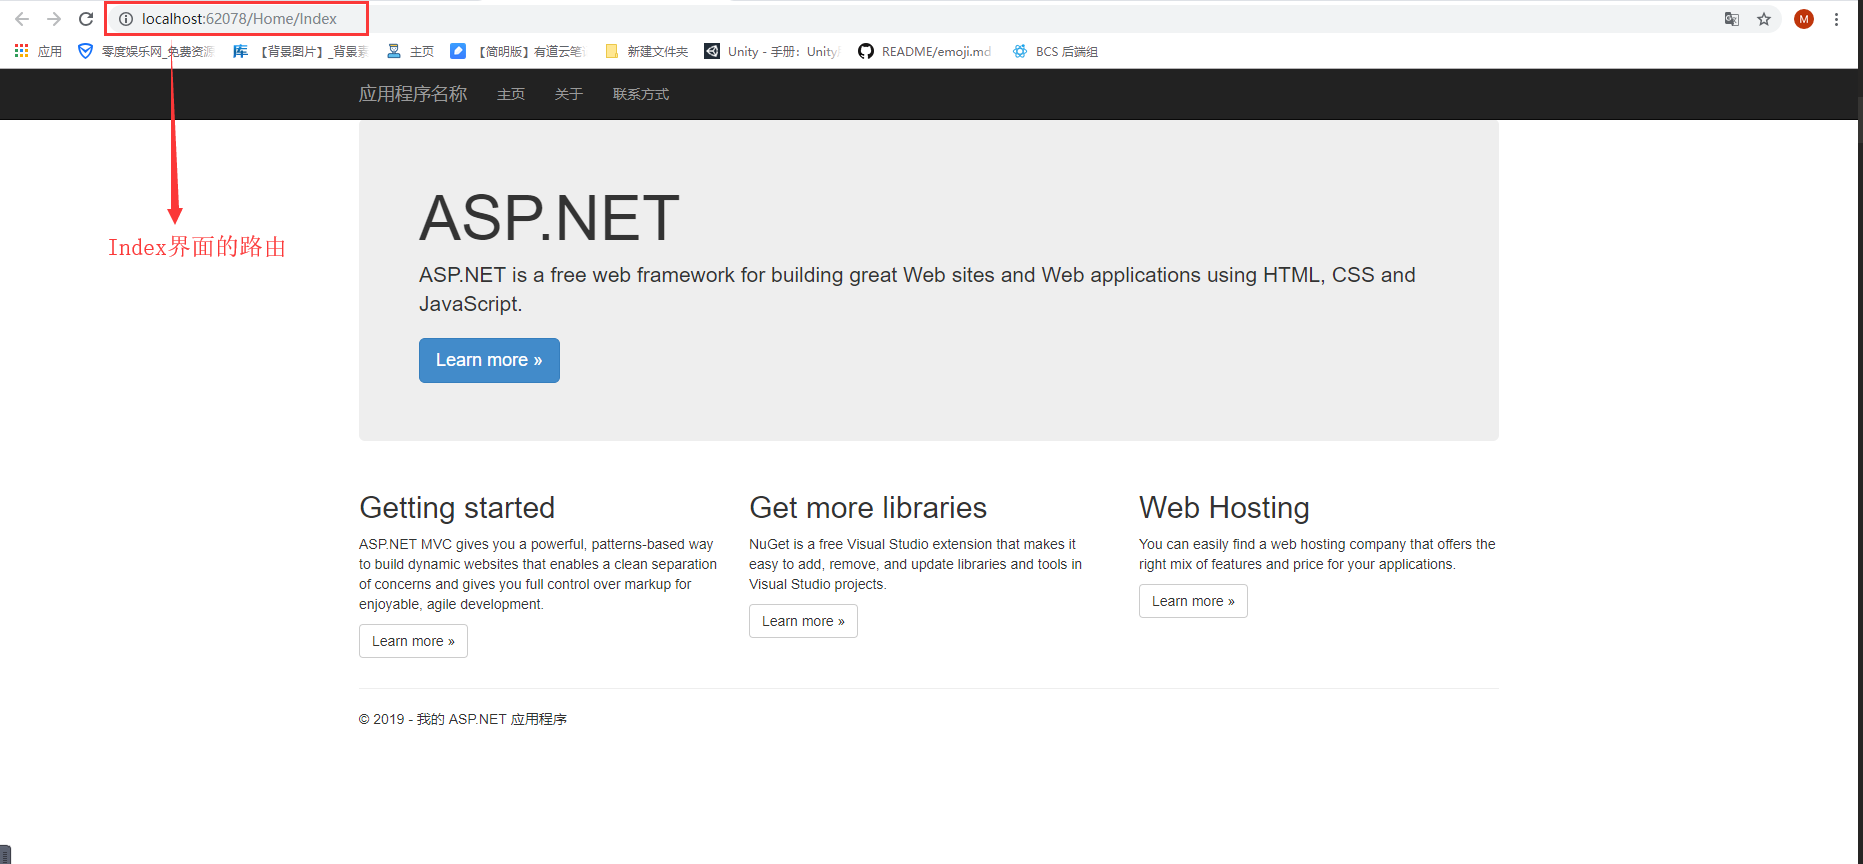 localhost:62078/Home/Index
M
应用
零度娱乐网_免费资源
库
【背景图片】_背景素
主页
【简明版】有道云笔
新建文件夹
Unity - 手册：Unity
README/emoji.md
BCS 后端组
应用程序名称
主页
关于
联系方式
Index界面的路由
ASP.NET
ASP.NET is a free web framework for building great Web sites and Web applications using HTML, CSS and
JavaScript.
Learn more »
Getting started
ASP.NET MVC gives you a powerful, patterns-based way
to build dynamic websites that enables a clean separation
of concerns and gives you full control over markup for
enjoyable, agile development.
Learn more »
Get more libraries
NuGet is a free Visual Studio extension that makes it
easy to add, remove, and update libraries and tools in
Visual Studio projects.
Learn more »
Web Hosting
You can easily find a web hosting company that offers the
right mix of features and price for your applications.
Learn more »
© 2019 - 我的 ASP.NET 应用程序